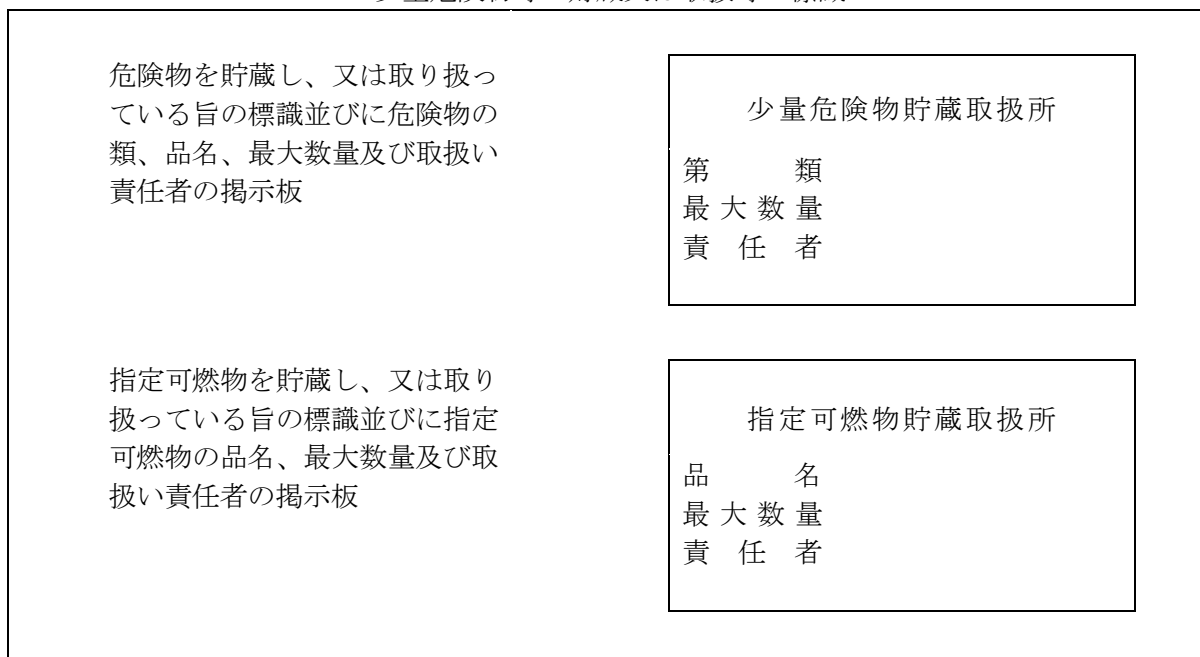 危険物を貯蔵し、又は取り扱っ
ている旨の標識並びに危険物の
類、品名、最大数量及び取扱い
責任者の掲示板
少量危険物貯蔵取扱所
第　　類
最大数量
責任者
指定可燃物を貯蔵し、又は取り
扱っている旨の標識並びに指定
可燃物の品名、最大数量及び取
扱い責任者の掲示板
指定可燃物貯蔵取扱所
品　　名
最大数量
責任者